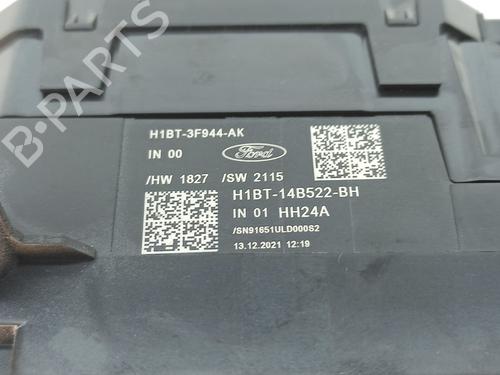 H1BT-3F944-AK
IN 00
Ford
/HW 1827 /SW 2115
H1BT-14B522-BH
IN 01 HH24A
/SN91651ULD000S2
13.12.2021 12:19
B-PARTS